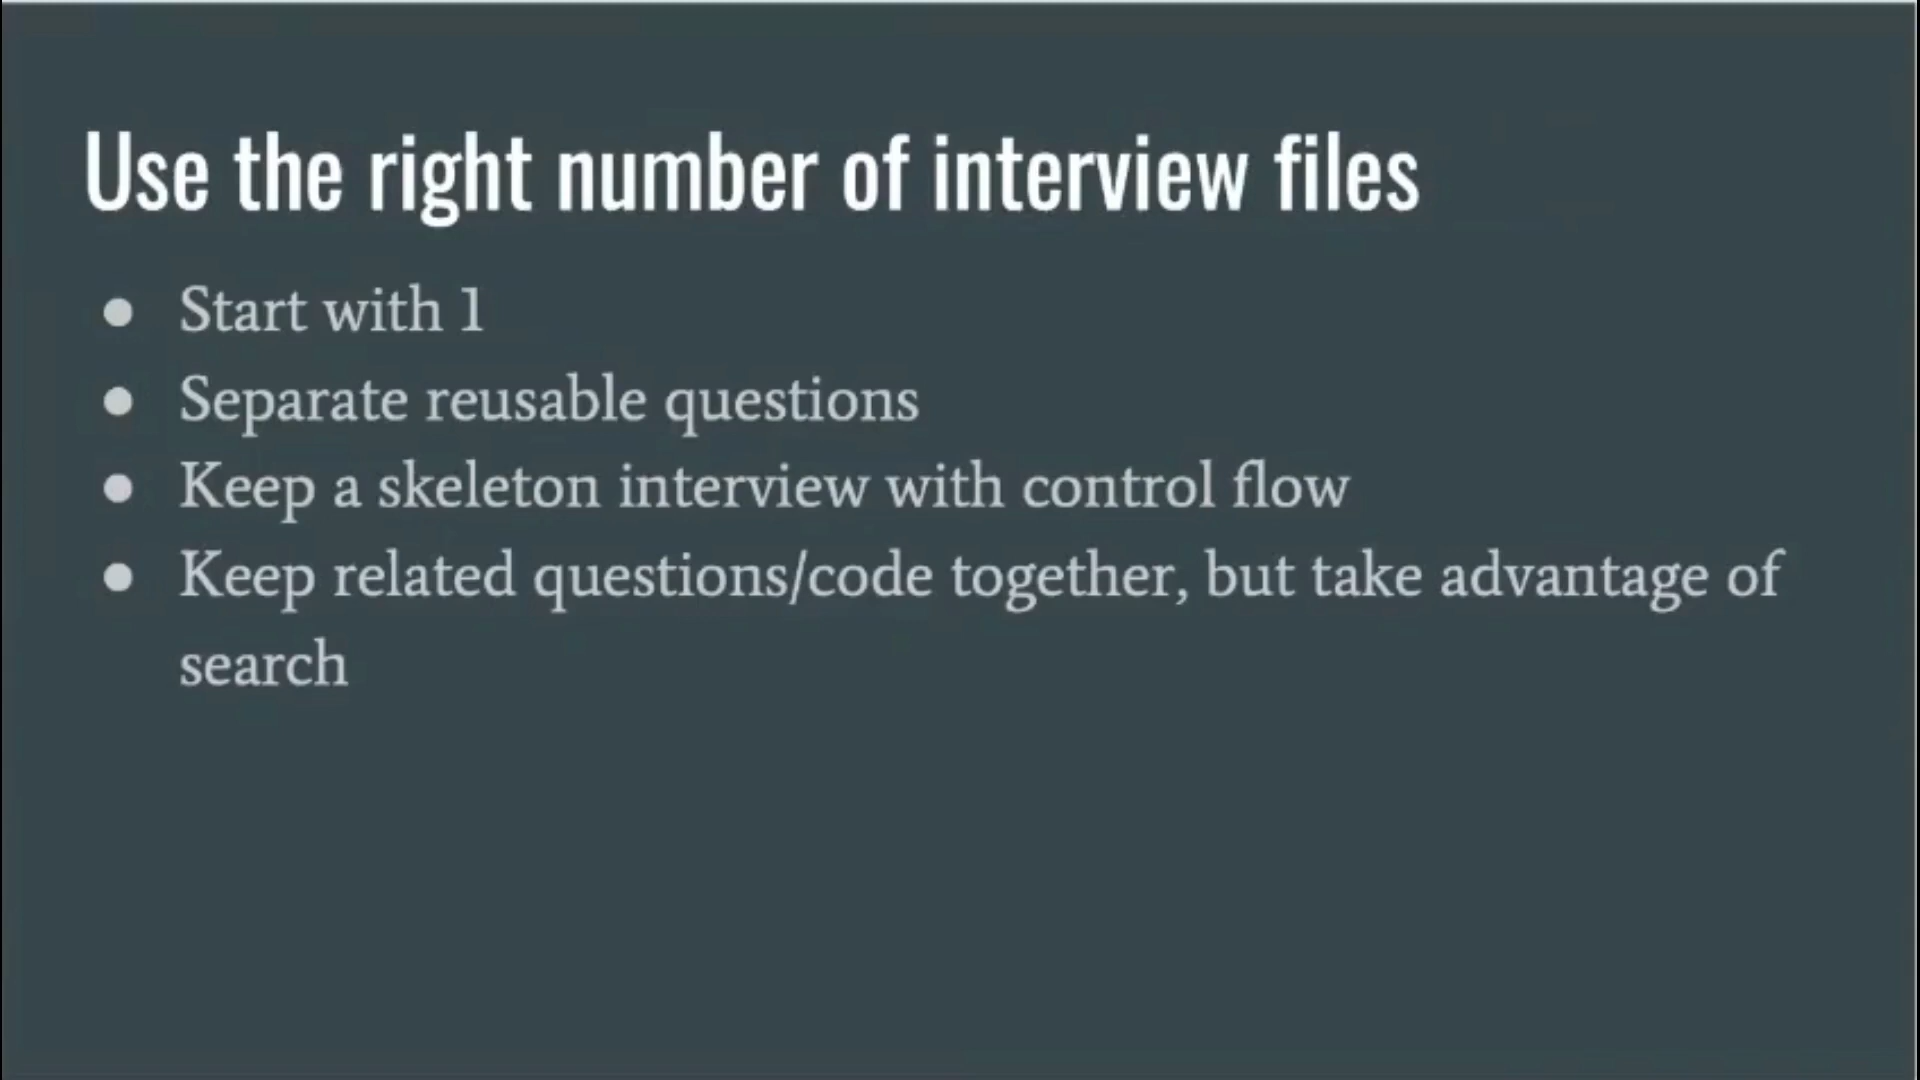 Use the right number of interview files
● Start with 1
● Separate reusable questions
● Keep a skeleton interview with control flow
● Keep related questions/code together, but take advantage of
search